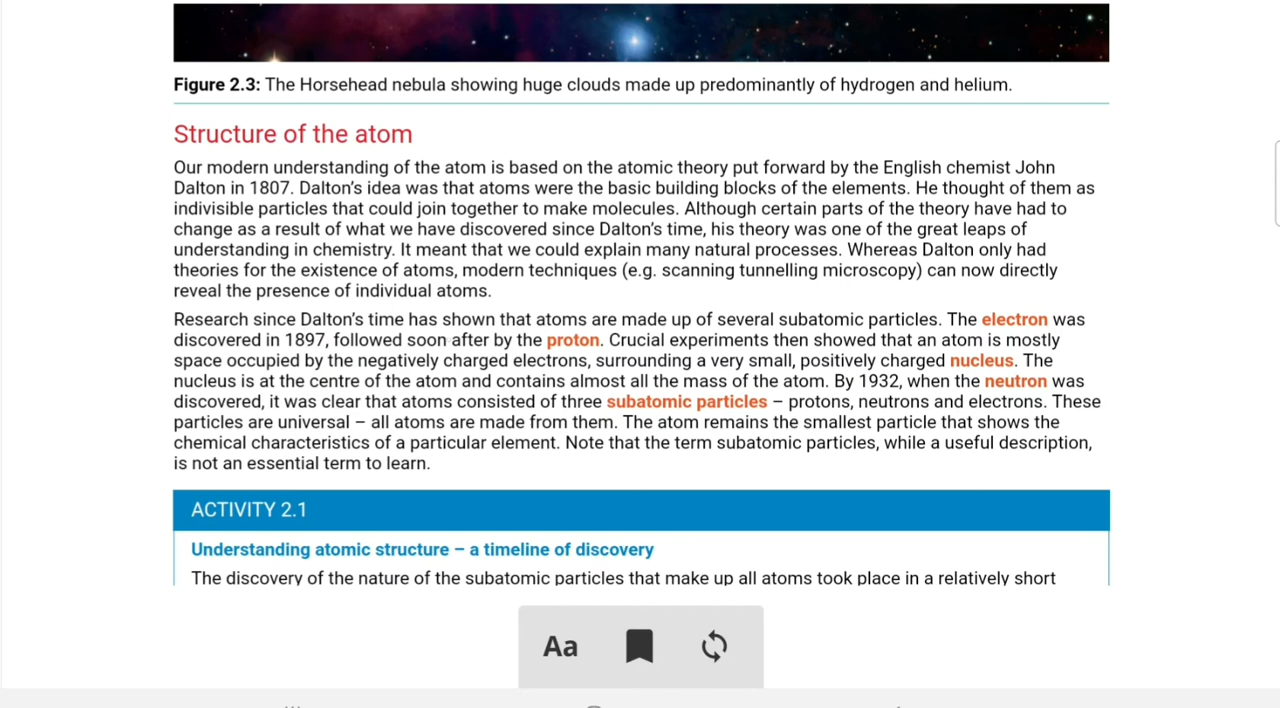 Figure 2.3: The Horsehead nebula showing huge clouds made up predominantly of hydrogen and helium.
Structure of the atom
Our modern understanding of the atom is based on the atomic theory put forward by the English chemist John
Dalton in 1807. Dalton's idea was that atoms were the basic building blocks of the elements. He thought of them as
indivisible particles that could join together to make molecules. Although certain parts of the theory have had to
change as a result of what we have discovered since Dalton's time, his theory was one of the great leaps of
understanding in chemistry. It meant that we could explain many natural processes. Whereas Dalton only had
theories for the existence of atoms, modern techniques (e.g. scanning tunnelling microscopy) can now directly
reveal the presence of individual atoms.
Research since Dalton's time has shown that atoms are made up of several subatomic particles. The electron was
discovered in 1897, followed soon after by the proton. Crucial experiments then showed that an atom is mostly
space occupied by the negatively charged electrons, surrounding a very small, positively charged nucleus. The
nucleus is at the centre of the atom and contains almost all the mass of the atom. By 1932, when the neutron was
discovered, it was clear that atoms consisted of three subatomic particles – protons, neutrons and electrons. These
particles are universal – all atoms are made from them. The atom remains the smallest particle that shows the
chemical characteristics of a particular element. Note that the term subatomic particles, while a useful description,
is not an essential term to learn.
ACTIVITY 2.1
Understanding atomic structure – a timeline of discovery
The discovery of the nature of the subatomic particles that make up all atoms took place in a relatively short
Aa